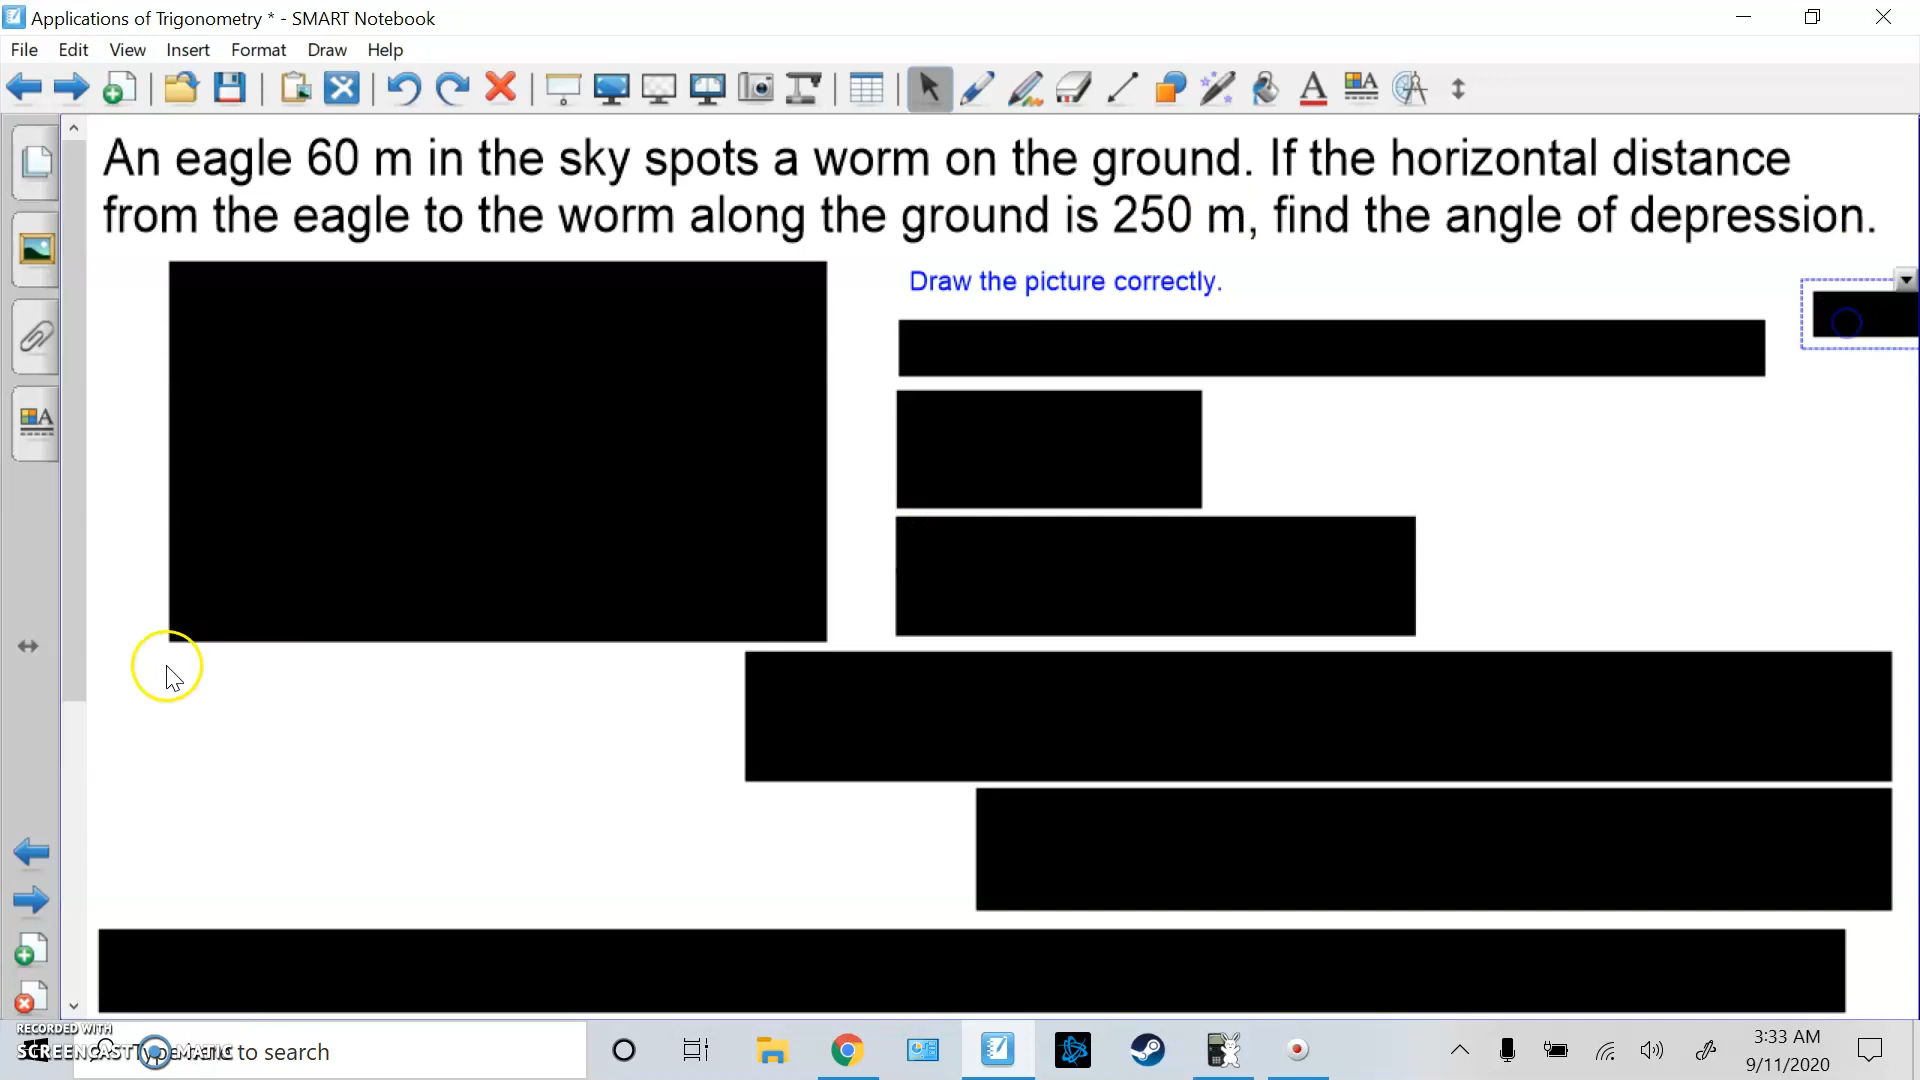 Applications of Trigonometry * - SMART Notebook
File Edit View Insert Format Draw Help
An eagle 60 m in the sky spots a worm on the ground. If the horizontal distance
from the eagle to the worm along the ground is 250 m, find the angle of depression.
Draw the picture correctly.
RECORDED WITH
SCREENCAST MATIC
to search
3:33 AM
9/11/2020